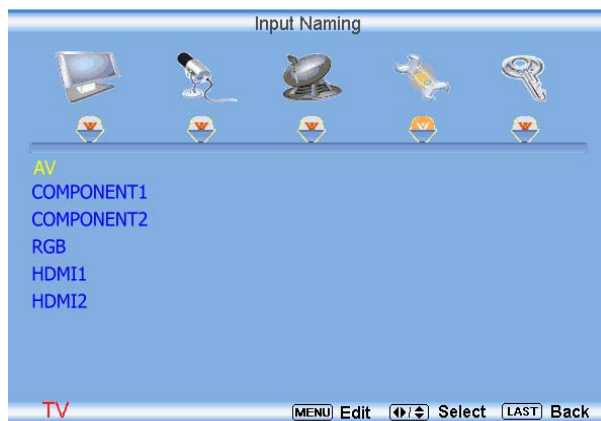 Input Naming
AV
COMPONENT1
COMPONENT2
RGB
HDMI1
HDMI2
TV MENU Edit Select LAST Back